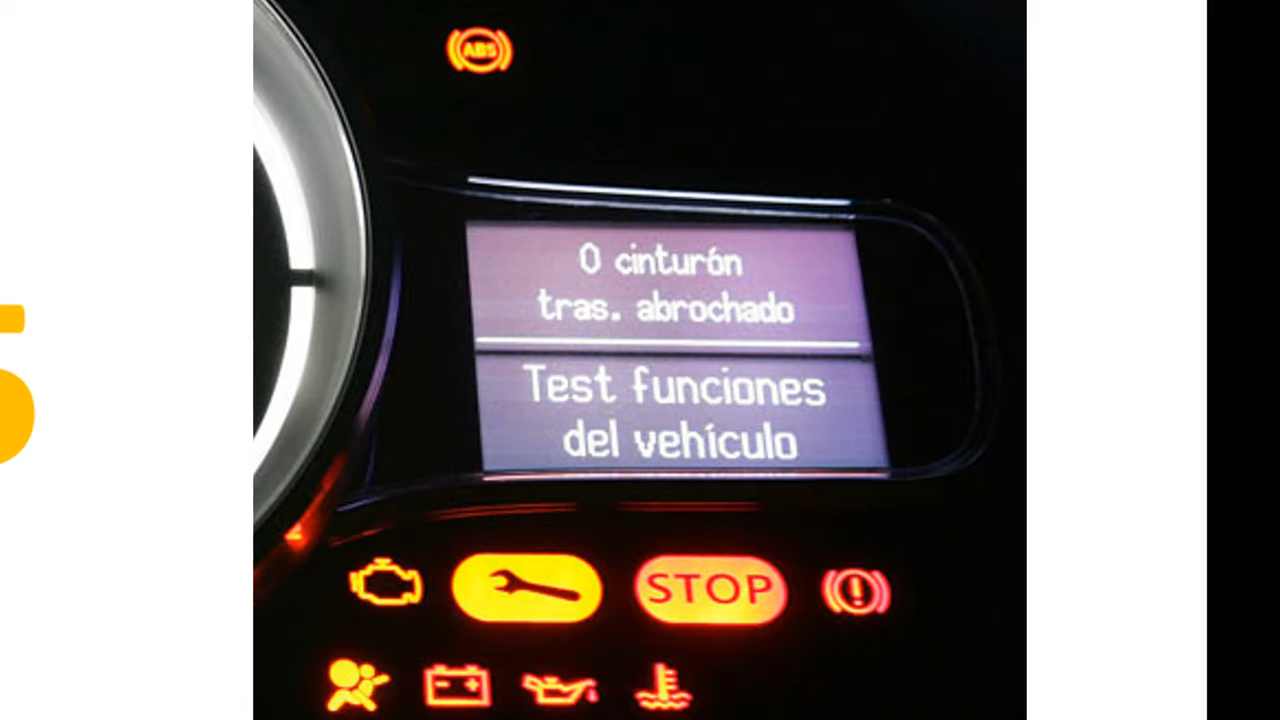 ABS
0 cinturón
tras. abrochado
Test funciones
del vehículo
STOP